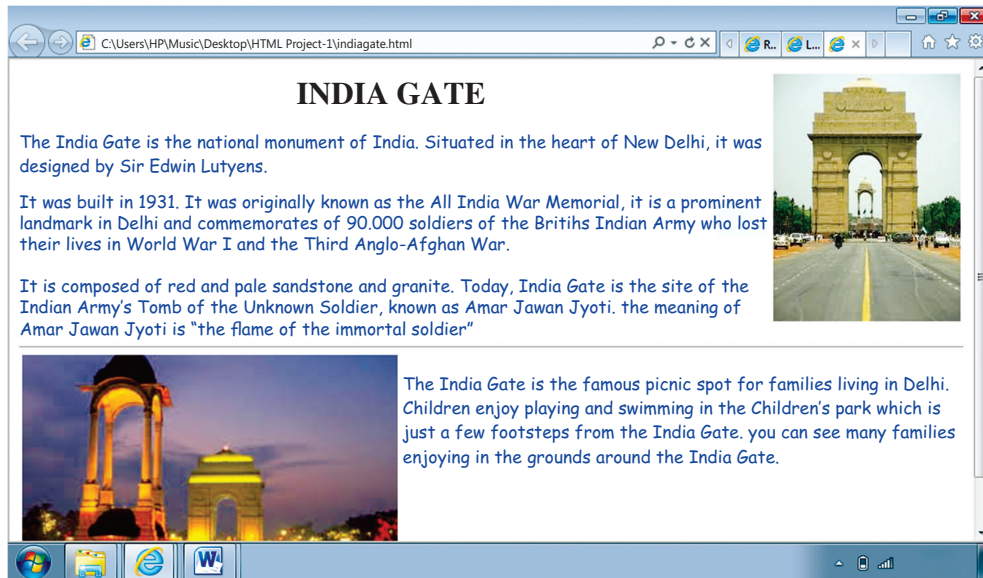 C:\Users\HP\Music\Desktop\HTML Project-1\indiagate.html
R..
L...
INDIA GATE
The India Gate is the national monument of India. Situated in the heart of New Delhi, it was
designed by Sir Edwin Lutyens.
It was built in 1931. It was originally known as the All India War Memorial, it is a prominent
landmark in Delhi and commemorates of 90.000 soldiers of the Britihs Indian Army who lost
their lives in World War I and the Third Anglo-Afghan War.
It is composed of red and pale sandstone and granite. Today, India Gate is the site of the
Indian Army’s Tomb of the Unknown Soldier, known as Amar Jawan Jyoti. the meaning of
Amar Jawan Jyoti is “the flame of the immortal soldier”
The India Gate is the famous picnic spot for families living in Delhi.
Children enjoy playing and swimming in the Children’s park which is
just a few footsteps from the India Gate. you can see many families
enjoying in the grounds around the India Gate.
W